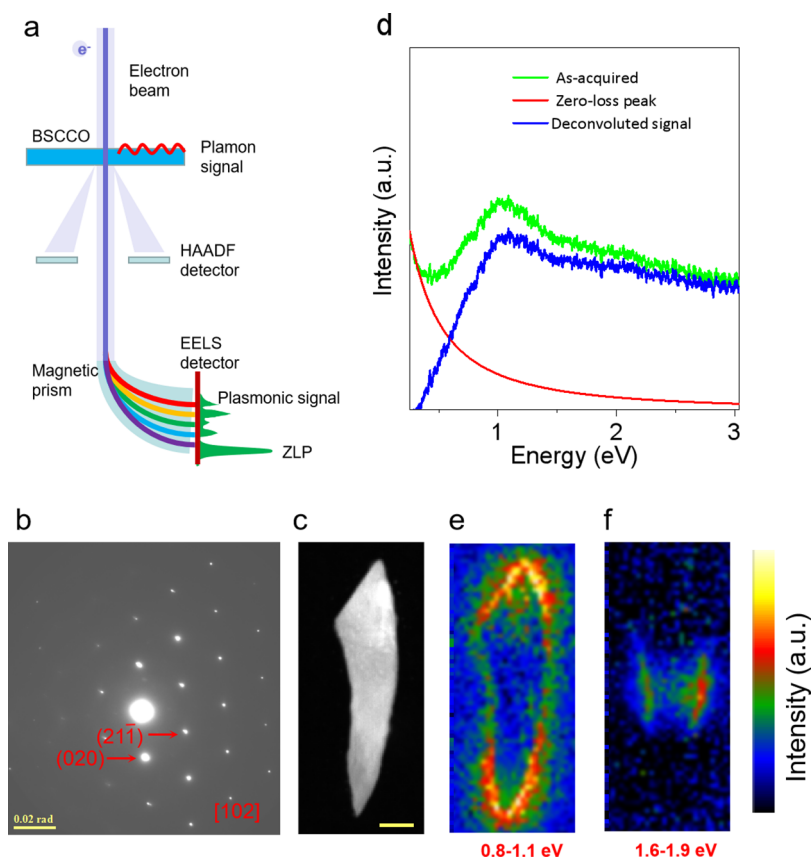 a
e-
Electron
beam
BSCCO
Plamon
signal
HAADF
detector
EELS
detector
Magnetic
prism
Plasmonic signal
ZLP
d
As-acquired
Zero-loss peak
Deconvoluted signal
Intensity (a.u.)
1
2
3
Energy (eV)
b
(211̅)
(020)
[102]
0.02 rad
c
e
0.8-1.1 eV
f
1.6-1.9 eV
Intensity (a.u.)